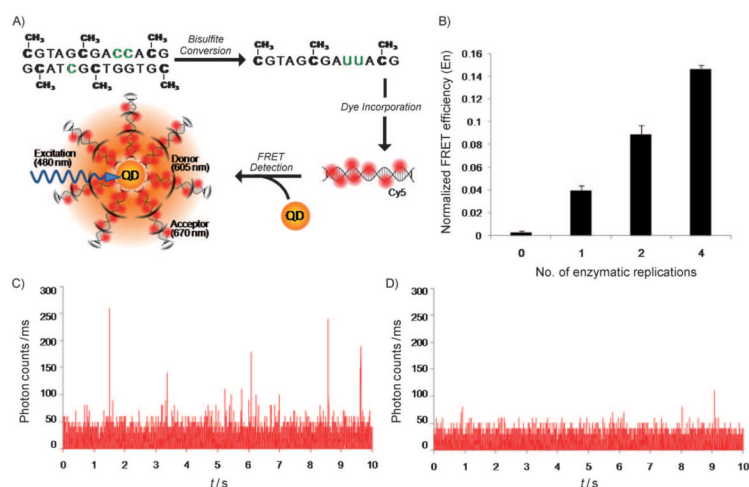 A)
CH₃ CH₃ CH₃
CGTAGCGACCACG
GCATCGCTGGTGC
CH₃ CH₃ CH₃
Bisulfite
Conversion
CH₃ CH₃ CH₃
CGTAGCGAUUACG
Dye Incorporation
Cy5
FRET
Detection
QD
Excitation
(480 nm)
QD
Donor
(605 nm)
Acceptor
(670 nm)
B)
Normalized FRET efficiency (En)
0.16
0.14
0.12
0.1
0.08
0.06
0.04
0.02
0
0 1 2 4
No. of enzymatic replications
C)
Photon counts/ms
300
250
200
150
100
50
0
0 1 2 3 4 5 6 7 8 9 10
t/s
D)
Photon counts/ms
300
250
200
150
100
50
0
0 1 2 3 4 5 6 7 8 9 10
t/s